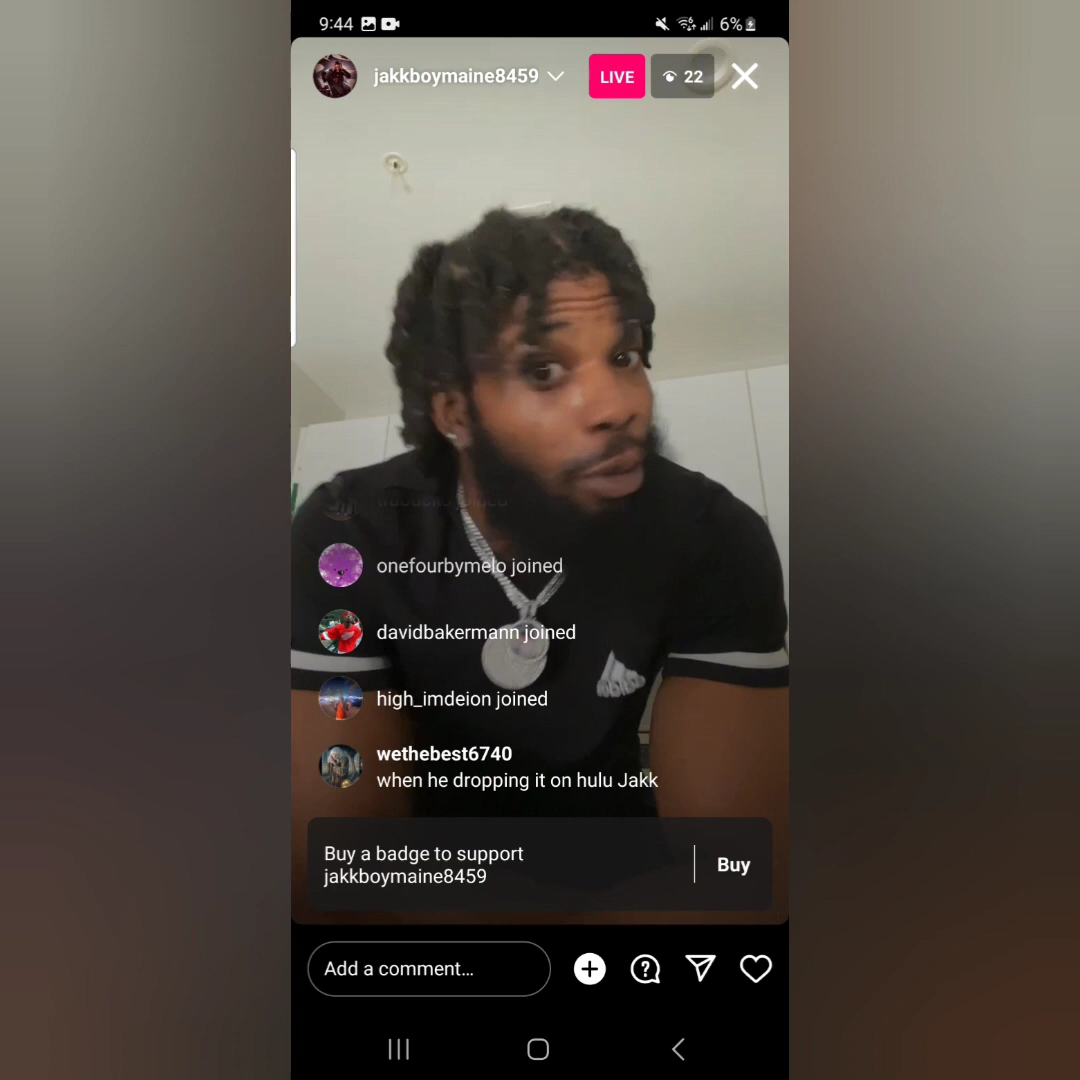 9:44
6%
jakkboymaine8459
LIVE
22
joined
onefourbymelo joined
davidbakermann joined
high_imdeion joined
wethebest6740
when he dropping it on hulu Jakk
Buy a badge to support
jakkboymaine8459
Buy
Add a comment...